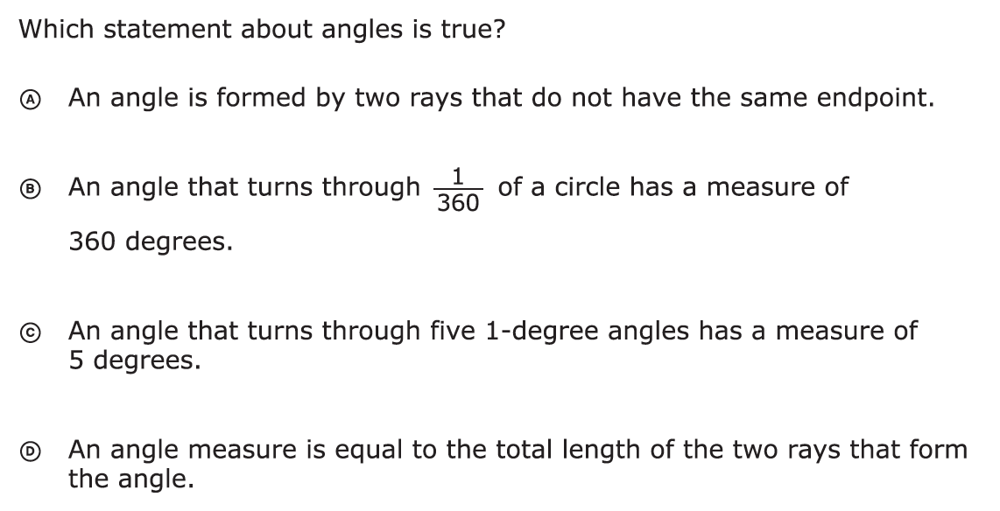 Which statement about angles is true?
Ⓐ An angle is formed by two rays that do not have the same endpoint.
Ⓑ An angle that turns through 1/360 of a circle has a measure of
360 degrees.
Ⓒ An angle that turns through five 1-degree angles has a measure of
5 degrees.
Ⓓ An angle measure is equal to the total length of the two rays that form
the angle.